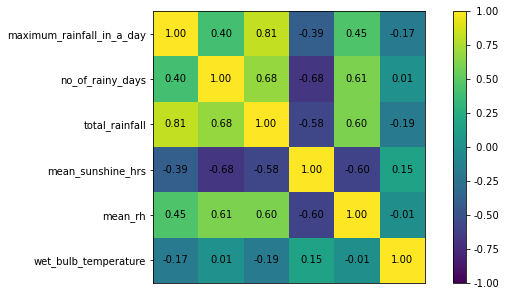 maximum_rainfall_in_a_day 1.00 0.40 0.81 -0.39 0.45 -0.17
no_of_rainy_days 0.40 1.00 0.68 -0.68 0.61 0.01
total_rainfall 0.81 0.68 1.00 -0.58 0.60 -0.19
mean_sunshine_hrs -0.39 -0.68 -0.58 1.00 -0.60 0.15
mean_rh 0.45 0.61 0.60 -0.60 1.00 -0.01
wet_bulb_temperature -0.17 0.01 -0.19 0.15 -0.01 1.00
1.00
0.75
0.50
0.25
0.00
-0.25
-0.50
-0.75
-1.00